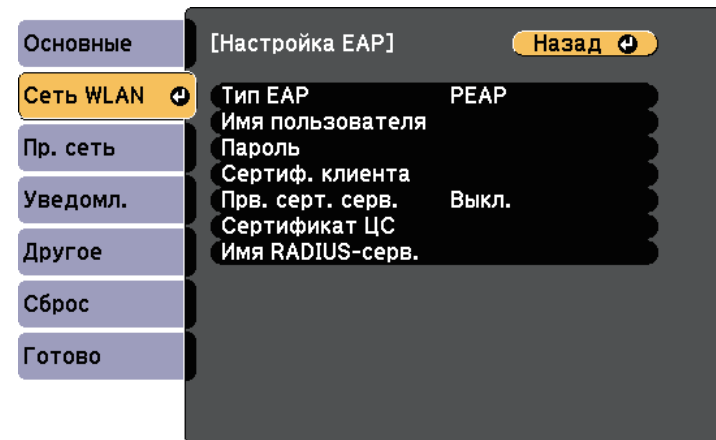 Основные
Сеть WLAN
Пр. сеть
Уведомл.
Другое
Сброс
Готово
[Настройка EAP]
Назад
Тип EAP PEAP
Имя пользователя
Пароль
Сертиф. клиента
Прв. серт. серв. Выкл.
Сертификат ЦС
Имя RADIUS-серв.